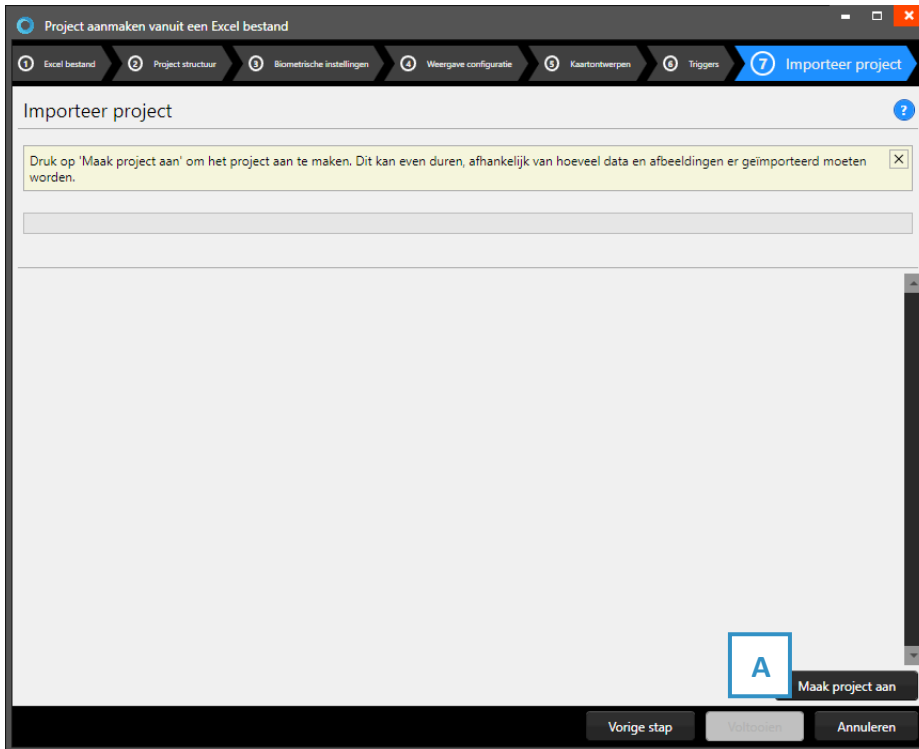 Project aanmaken vanuit een Excel bestand
1 Excel bestand 2 Project structuur 3 Biometrische instellingen 4 Weergave configuratie 5 Kaartontwerpen 6 Triggers 7 Importeer project
Importeer project ?
Druk op 'Maak project aan' om het project aan te maken. Dit kan even duren, afhankelijk van hoeveel data en afbeeldingen er geïmporteerd moeten
worden.
A
Maak project aan
Vorige stap Voltooien Annuleren